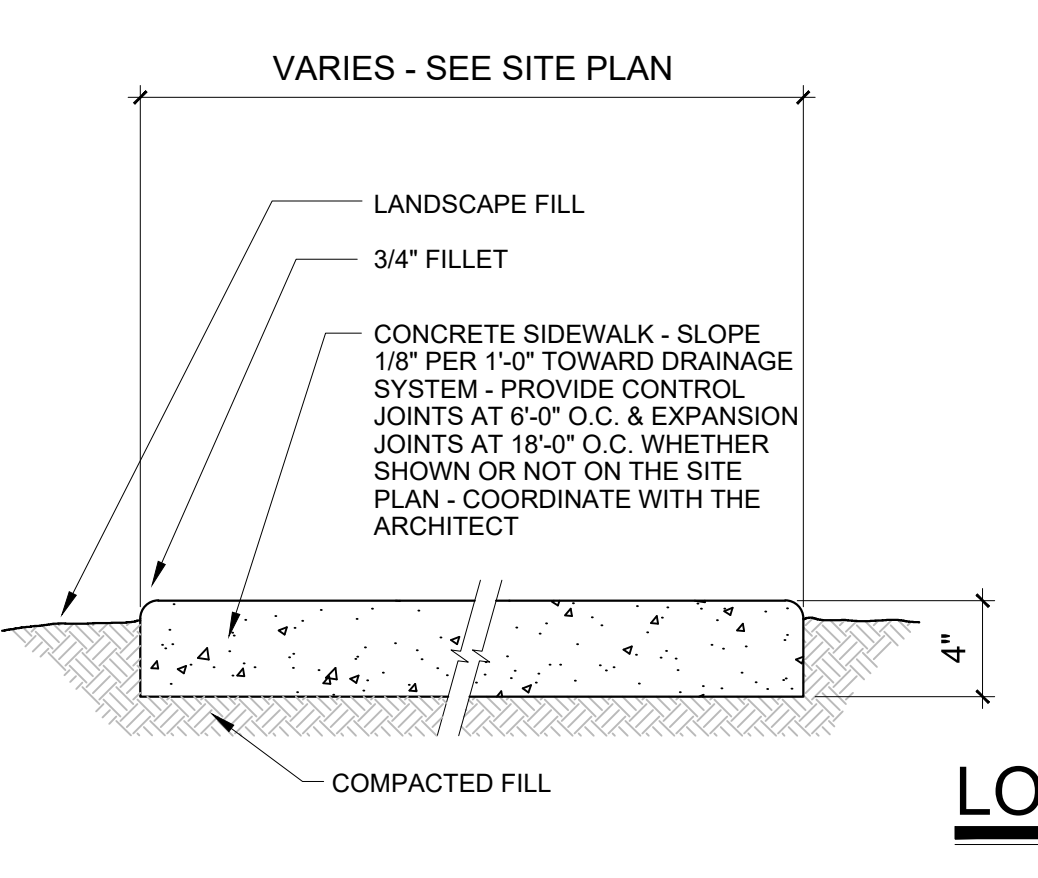 VARIES - SEE SITE PLAN
LANDSCAPE FILL
3/4" FILLET
CONCRETE SIDEWALK - SLOPE
1/8" PER 1'-0" TOWARD DRAINAGE
SYSTEM - PROVIDE CONTROL
JOINTS AT 6'-0" O.C. & EXPANSION
JOINTS AT 18'-0" O.C. WHETHER
SHOWN OR NOT ON THE SITE
PLAN - COORDINATE WITH THE
ARCHITECT
4"
COMPACTED FILL
LO